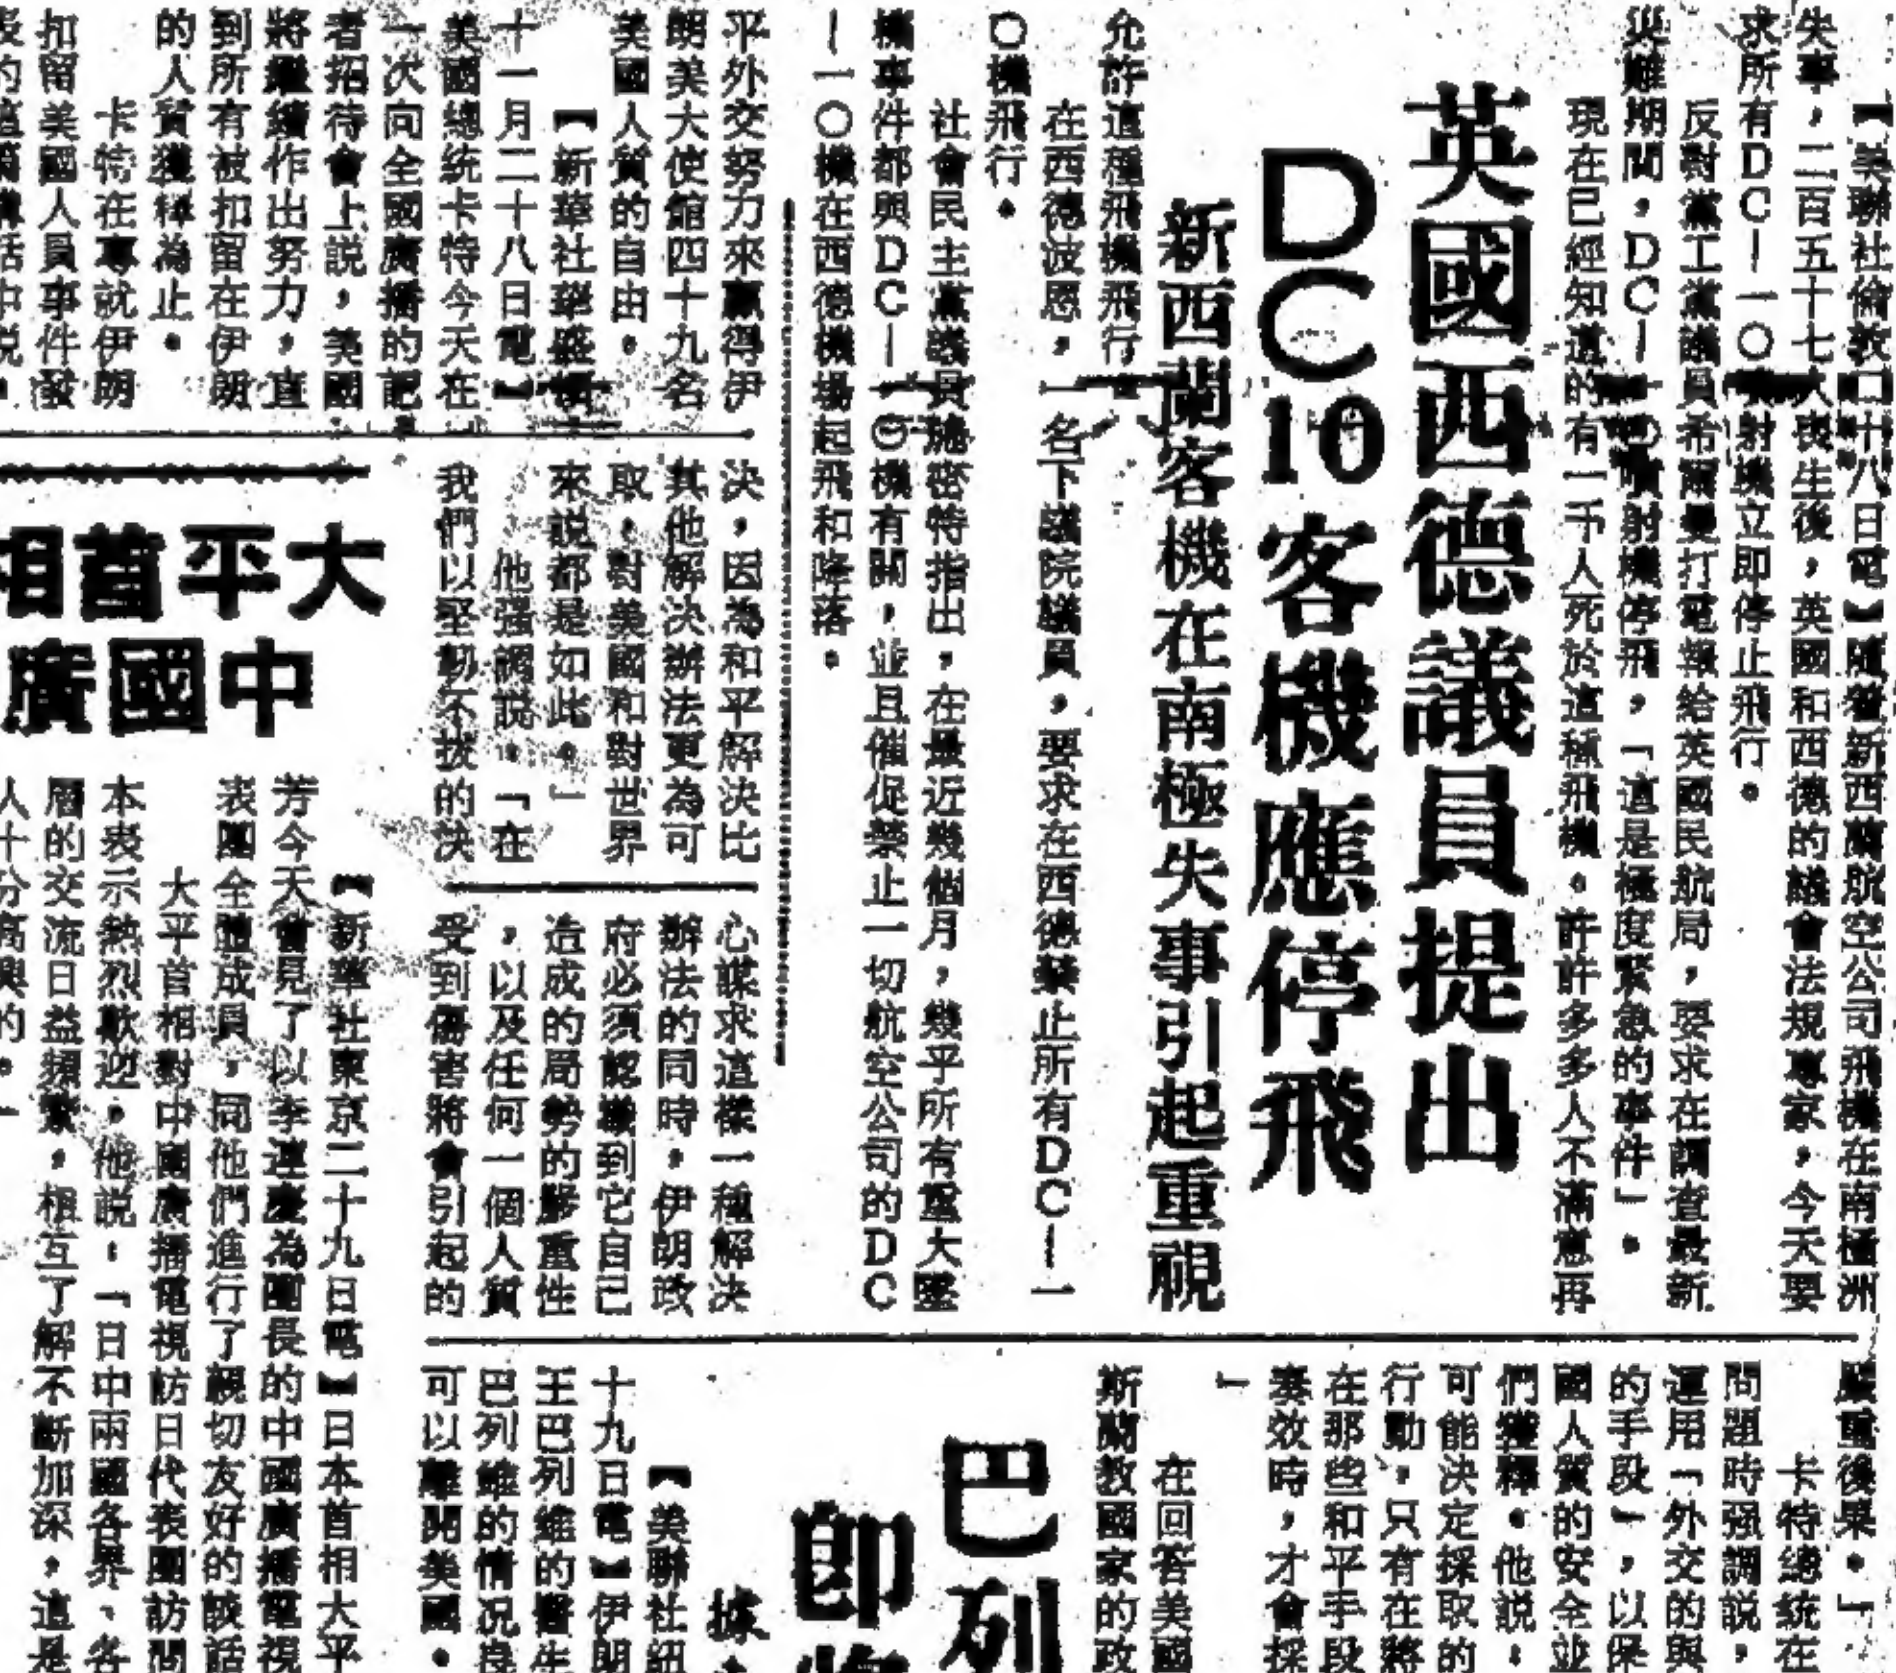 英國西德議員提出
DC10客機應停飛
新西蘭客機在南極失事引起重視
【美聯社倫敦十八日電】隨着新西蘭航空公司飛機在南極洲
失事，二百五十七人喪生後，英國和西德的議會法規專家，今天要
求所有DC—一〇噴射機立即停止飛行。
反對黨工黨議員希爾曼打電報給英國民航局，要求在調查最新
災難期間，DC—一〇噴射機停飛，「這是極度緊急的事件」。
現在已經知道的有一千人死於這種飛機。許許多多人不滿意再
允許這種飛機飛行。
在西德波恩，一名下議院議員，要求在西德禁止所有DC—一
〇機飛行。
社會民主黨議員施密特指出，在最近幾個月，幾乎所有重大墜
機事件都與DC—一〇機有關，並且催促禁止一切航空公司的DC
—一〇機在西德機場起飛和降落。
平外交努力來贏得伊
朗美大使館四十九名
美國人質的自由。
【新華社華盛頓
十一月二十八日電】
美國總統卡特今天在
一次向全國廣播的記
者招待會上説，美國
將繼續作出努力，直
到所有被扣留在伊朗
的人質獲釋為止。
卡特在專就伊朗
扣留美國人員事件發
表的這篇講話中説，
決，因為和平解決比
其他解決辦法更為可
取，對美國和對世界
來説都是如此。」
他强調説。「在
我們以堅韌不拔的決
心謀求這樣一種解決
辦法的同時，伊朗政
府必須認識到它自己
造成的局勢的嚴重性
，以及任何一個人質
受到傷害將會引起的
嚴重後果。」
卡特總統在
問題時强調説，
運用「外交的與
的手段」，以保
國人質的安全並
們獲釋。他説：
可能決定採取的
行動，只有在將
在那些和平手段
奏效時，才會採
」
在回答美國
斯蘭教國家的政
巴列
即將
據
【美聯社紐
十九日電】伊朗
王巴列維的醫生
巴列維的情况良
可以離開美國。
大平首相
中國廣
【新華社東京二十九日電】日本首相大平
芳今天會見了以李連慶為團長的中國廣播電視
表團全體成員，同他們進行了親切友好的談話
大平首相對中國廣播電視訪日代表團訪問
本表示熱烈歡迎。他説：「日中兩國各界、各
層的交流日益頻繁，相互了解不斷加深，這是
人十分高興的。」